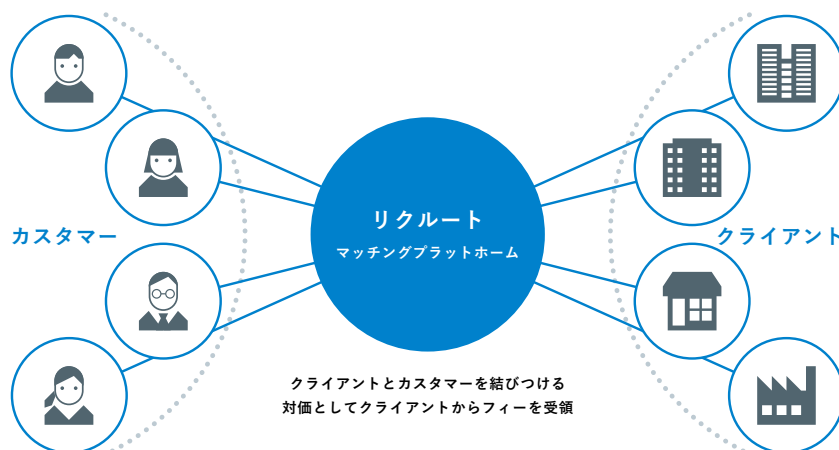 リクルート
マッチングプラットホーム
カスタマー
クライアント
クライアントとカスタマーを結びつける
対価としてクライアントからフィーを受領